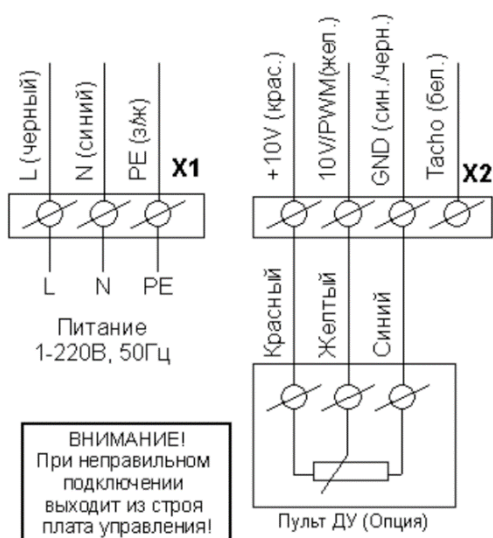 L (черный)
N (синий)
PE (з/ж)
X1
L
N
PE
Питание
1-220В, 50Гц
ВНИМАНИЕ!
При неправильном
подключении
выходит из строя
плата управления!
+10V (крас.)
10V/PWM(жел.)
GND (син./черн.)
Tacho (бел.)
X2
Красный
Желтый
Синий
Пульт ДУ (Опция)